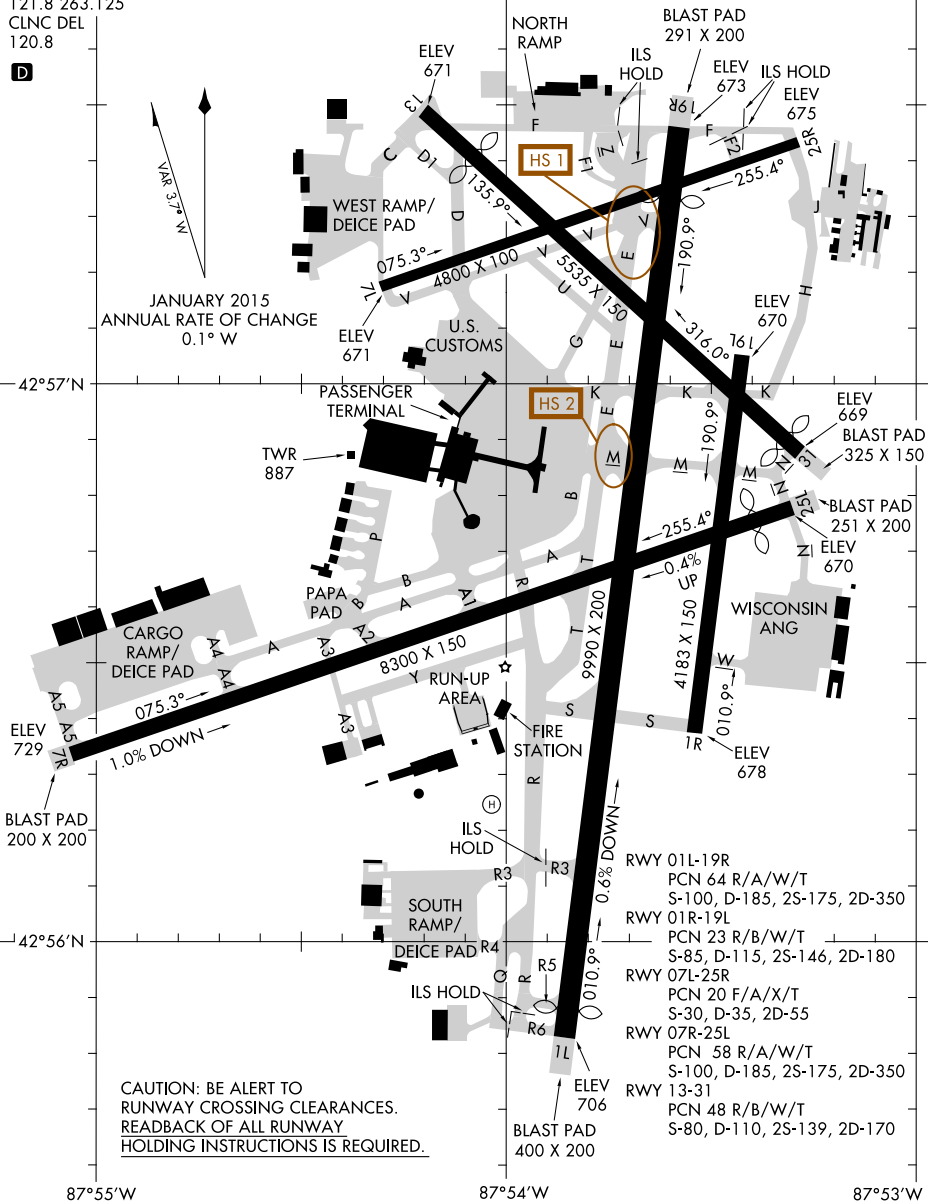 121.8 263.125
CLNC DEL
120.8
D
VAR 3.7° W
JANUARY 2015
ANNUAL RATE OF CHANGE
0.1° W
NORTH
RAMP
ILS
HOLD
BLAST PAD
291 X 200
ELEV
673
ILS HOLD
ELEV
675
ELEV
671
13
19R
F
F
F2
25R
Z
F1
HS 1
C
D1
D
135.9°
255.4°
WEST RAMP/
DEICE PAD
J
V
V
V
E
190.9°
075.3°
4800 X 100
5535 X 150
7L
V
U
H
ELEV
671
U.S.
CUSTOMS
G
E
316.0°
19L
ELEV
670
42°57'N
PASSENGER
TERMINAL
HS 2
K
K
K
E
190.9°
ELEV
669
BLAST PAD
325 X 150
TWR
887
M
M
M
N
N
31
B
25L
BLAST PAD
251 X 200
P
255.4°
0.4%
UP
ELEV
670
N
A
T
R
B
B
A
A1
PAPA
PAD
A2
A3
A
A4
A4
CARGO
RAMP/
DEICE PAD
8300 X 150
T
9990 X 200
4183 X 150
WISCONSIN
ANG
W
010.9°
Y
RUN-UP
AREA
A5
A5
075.3°
1.0% DOWN
A3
S
S
ELEV
729
7R
FIRE
STATION
1R
ELEV
678
R
BLAST PAD
200 X 200
H
ILS
HOLD
R3
R3
0.6% DOWN
SOUTH
RAMP/
DEICE PAD
R4
42°56'N
Q
R
R5
010.9°
ILS HOLD
R6
1L
ELEV
706
BLAST PAD
400 X 200
RWY 01L-19R
PCN 64 R/A/W/T
S-100, D-185, 2S-175, 2D-350
RWY 01R-19L
PCN 23 R/B/W/T
S-85, D-115, 2S-146, 2D-180
RWY 07L-25R
PCN 20 F/A/X/T
S-30, D-35, 2D-55
RWY 07R-25L
PCN 58 R/A/W/T
S-100, D-185, 2S-175, 2D-350
RWY 13-31
PCN 48 R/B/W/T
S-80, D-110, 2S-139, 2D-170
CAUTION: BE ALERT TO
RUNWAY CROSSING CLEARANCES.
READBACK OF ALL RUNWAY
HOLDING INSTRUCTIONS IS REQUIRED.
87°55'W
87°54'W
87°53'W